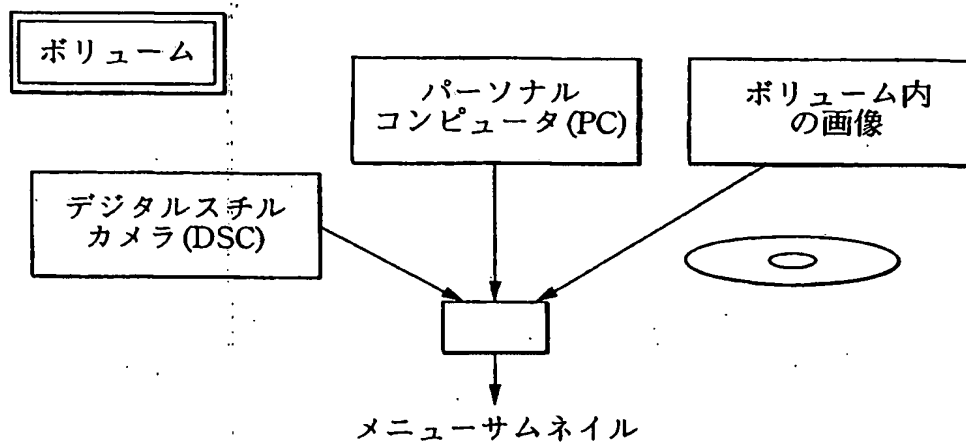 ボリューム
パーソナル
コンピュータ(PC)
ボリューム内
の画像
デジタルスチル
カメラ(DSC)
メニューサムネイル